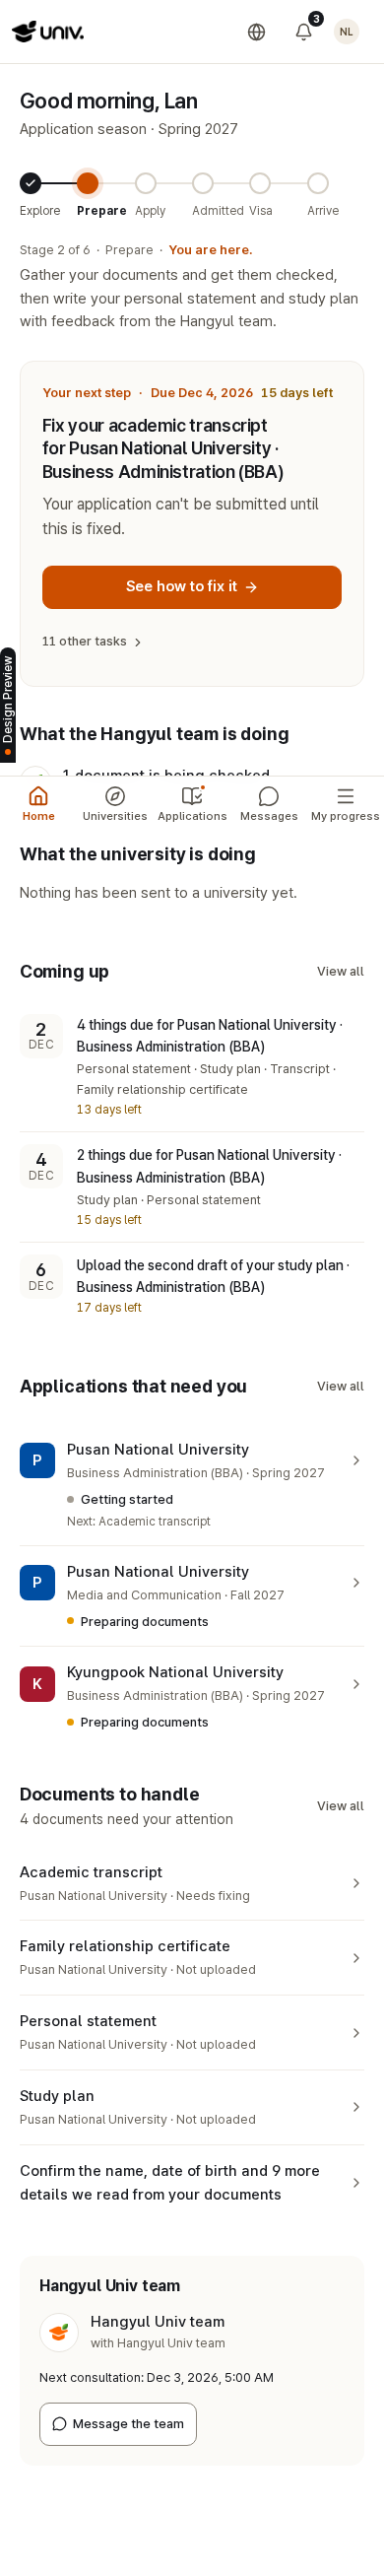 univ.
3
NL
Good morning, Lan
Application season · Spring 2027
Explore
Prepare
Apply
Admitted
Visa
Arrive
Stage 2 of 6 · Prepare · You are here.
Gather your documents and get them checked,
then write your personal statement and study plan
with feedback from the Hangyul team.
Your next step · Due Dec 4, 2026 15 days left
Fix your academic transcript
for Pusan National University ·
Business Administration (BBA)
Your application can't be submitted until
this is fixed.
See how to fix it
11 other tasks
Design Preview
What the Hangyul team is doing
1 document is being checked
Home
Universities
Applications
Messages
My progress
What the university is doing
Nothing has been sent to a university yet.
Coming up
View all
2
DEC
4 things due for Pusan National University ·
Business Administration (BBA)
Personal statement · Study plan · Transcript ·
Family relationship certificate
13 days left
4
DEC
2 things due for Pusan National University ·
Business Administration (BBA)
Study plan · Personal statement
15 days left
6
DEC
Upload the second draft of your study plan ·
Business Administration (BBA)
17 days left
Applications that need you
View all
P
Pusan National University
Business Administration (BBA) · Spring 2027
Getting started
Next: Academic transcript
P
Pusan National University
Media and Communication · Fall 2027
Preparing documents
K
Kyungpook National University
Business Administration (BBA) · Spring 2027
Preparing documents
Documents to handle
4 documents need your attention
View all
Academic transcript
Pusan National University · Needs fixing
Family relationship certificate
Pusan National University · Not uploaded
Personal statement
Pusan National University · Not uploaded
Study plan
Pusan National University · Not uploaded
Confirm the name, date of birth and 9 more
details we read from your documents
Hangyul Univ team
Hangyul Univ team
with Hangyul Univ team
Next consultation: Dec 3, 2026, 5:00 AM
Message the team